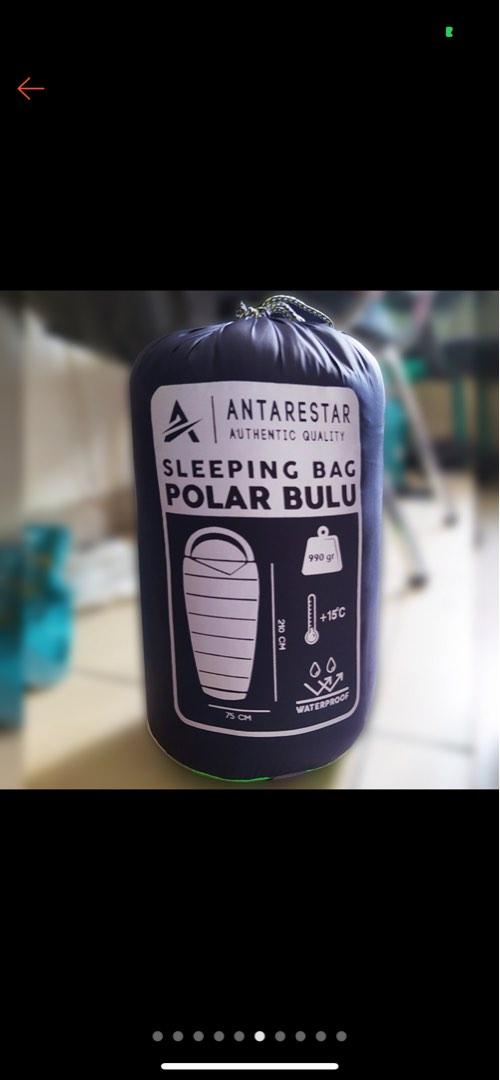 ANTARESTAR
AUTHENTIC QUALITY
SLEEPING BAG
POLAR BULU
990 gr
+15°C
210 CM
WATERPROOF
75 CM